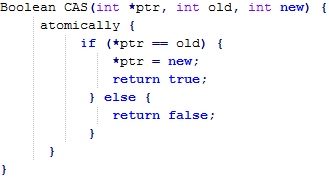 Boolean CAS(int *ptr, int old, int new) {
     atomically {
          if (*ptr == old) {
              *ptr = new;
              return true;
           } else {
              return false;
           }
      }
}